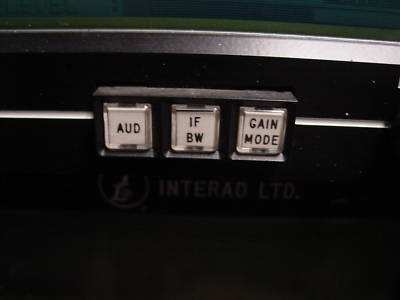 AUD
IF
BW
GAIN
MODE
INTERAD LTD.